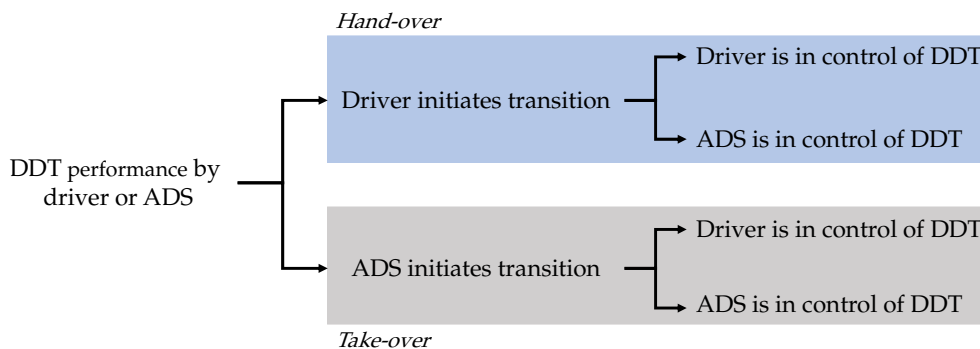 Hand-over
Driver is in control of DDT
Driver initiates transition
ADS is in control of DDT
DDT performance by
driver or ADS
Driver is in control of DDT
ADS initiates transition
ADS is in control of DDT
Take-over